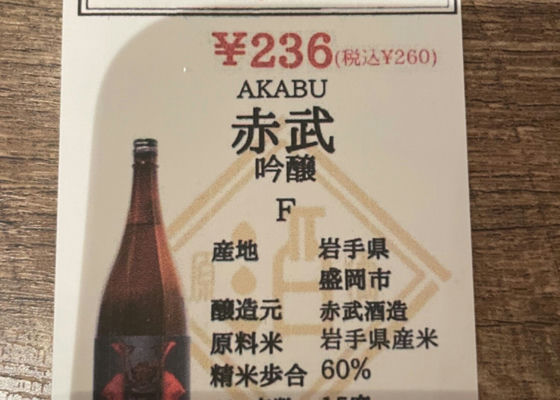 ¥236(税込¥260)
AKABU
赤武
吟醸
F
産地 岩手県
盛岡市
醸造元 赤武酒造
原料米 岩手県産米
精米歩合 60%